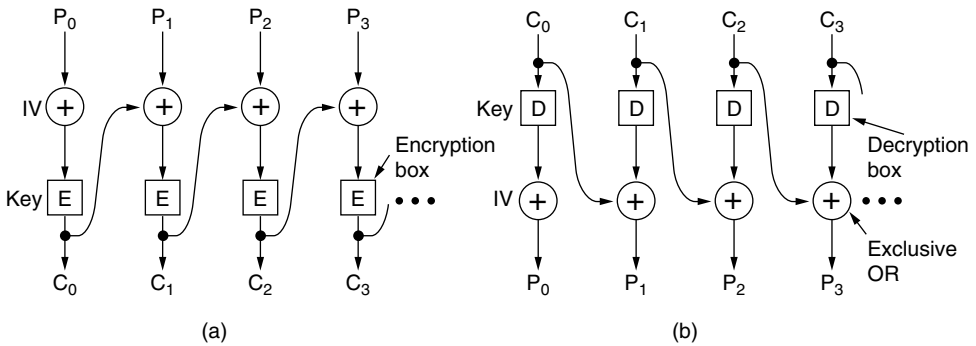 P0 P1 P2 P3
IV + + + +
Encryption box
Key E E E E
C0 C1 C2 C3
(a)
C0 C1 C2 C3
Key D D D D
Decryption box
IV + + + +
Exclusive OR
P0 P1 P2 P3
(b)